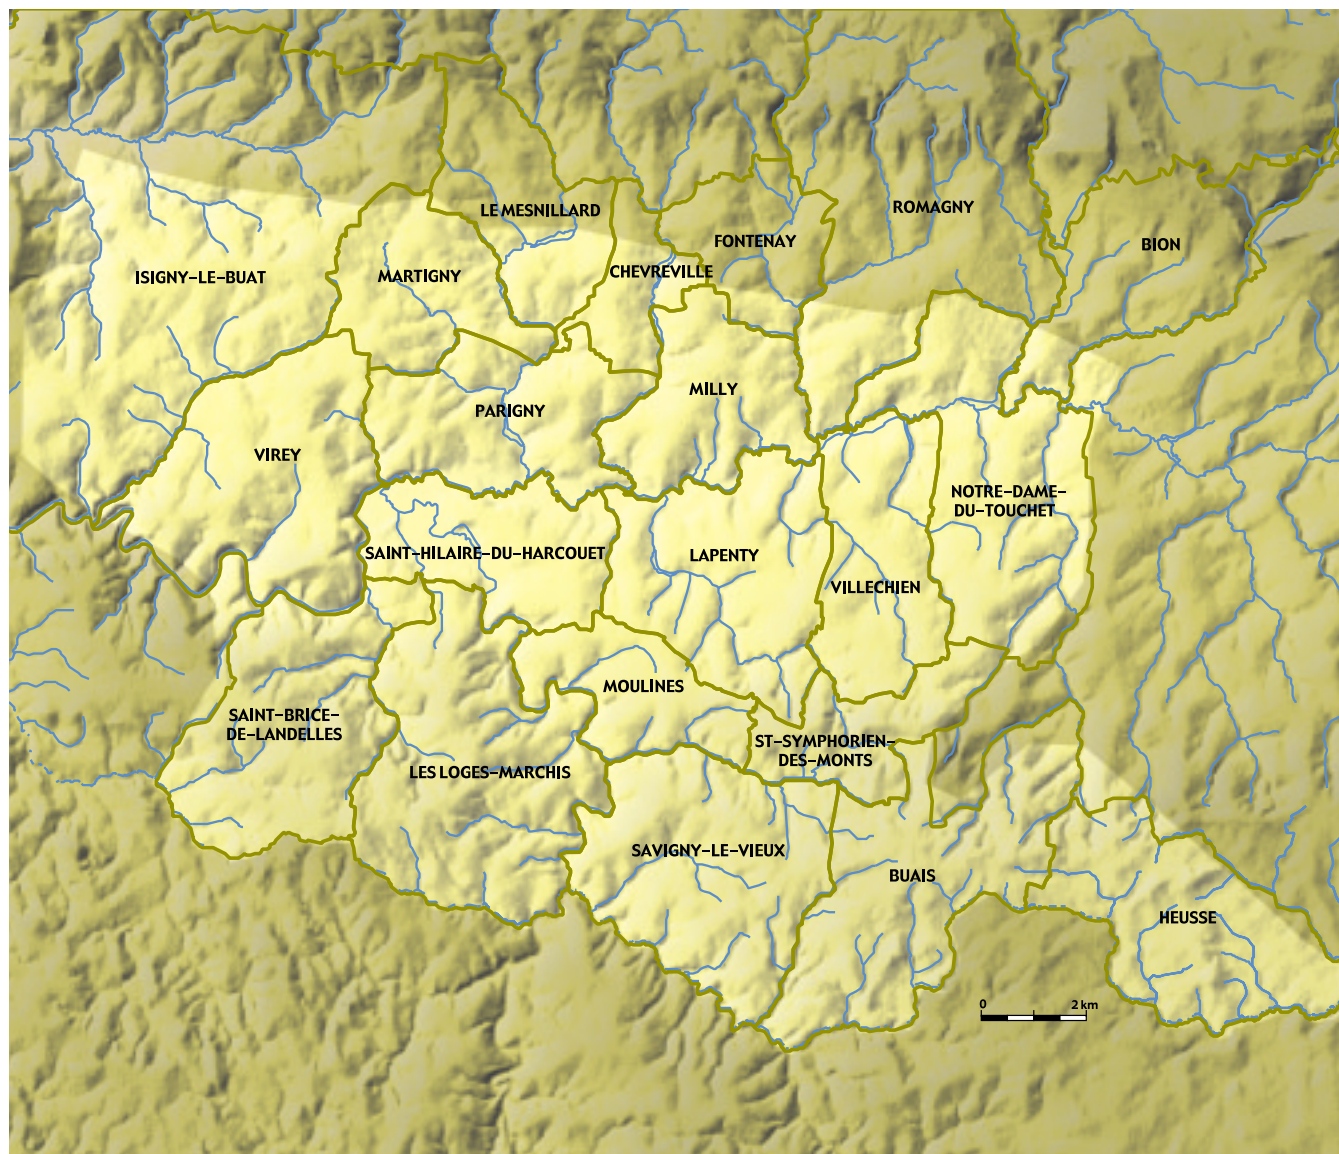 LE MESNILLARD
ROMAGNY
FONTENAY
BION
ISIGNY-LE-BUAT
MARTIGNY
CHEVREVILLE
MILLY
PARIGNY
VIREY
NOTRE-DAME-
DU-TOUCHET
SAINT-HILAIRE-DU-HARCOUET
LAPENTY
VILLECHIEN
MOULINES
SAINT-BRICE-
DE-LANDELLES
ST-SYMPHORIEN-
DES-MONTS
LES LOGES-MARCHIS
SAVIGNY-LE-VIEUX
BUAIS
HEUSSE
0 2 km